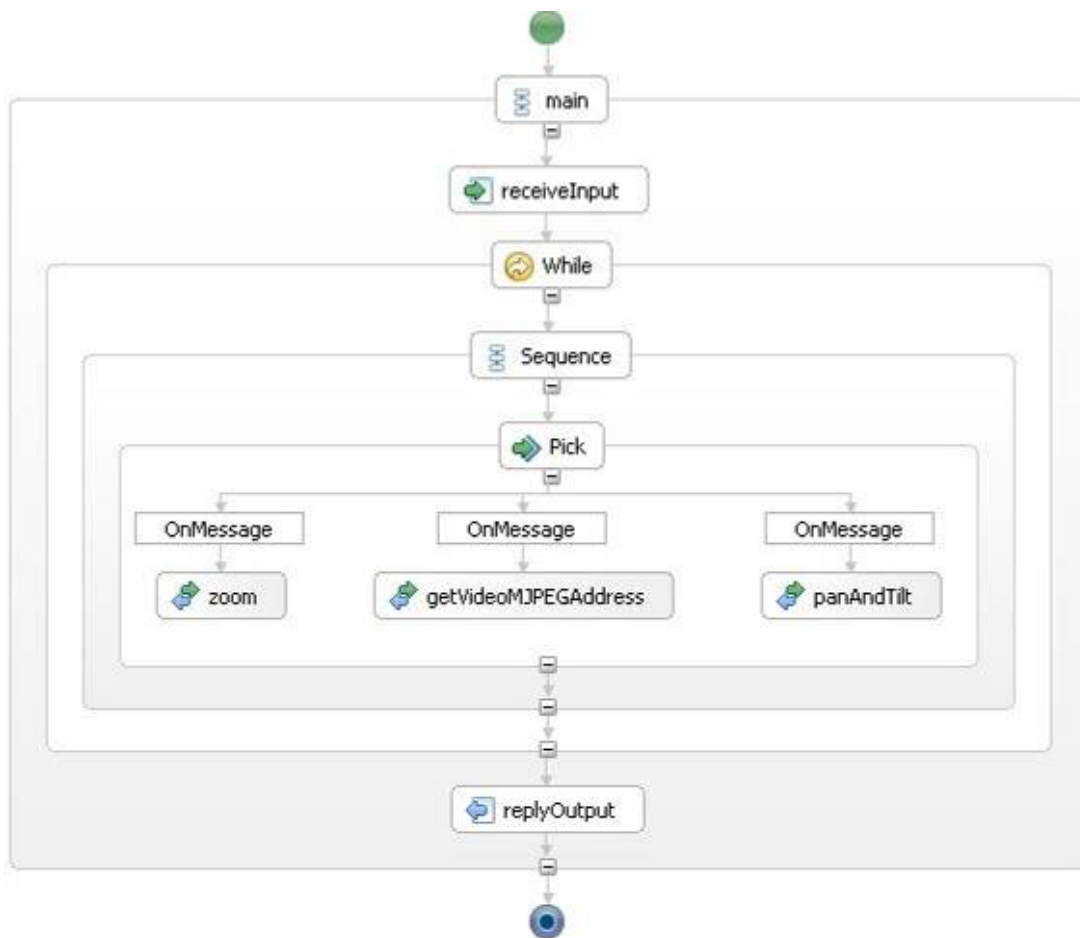 main
receiveInput
While
Sequence
Pick
OnMessage
OnMessage
OnMessage
zoom
getVideoMJPEGAddress
panAndTilt
replyOutput